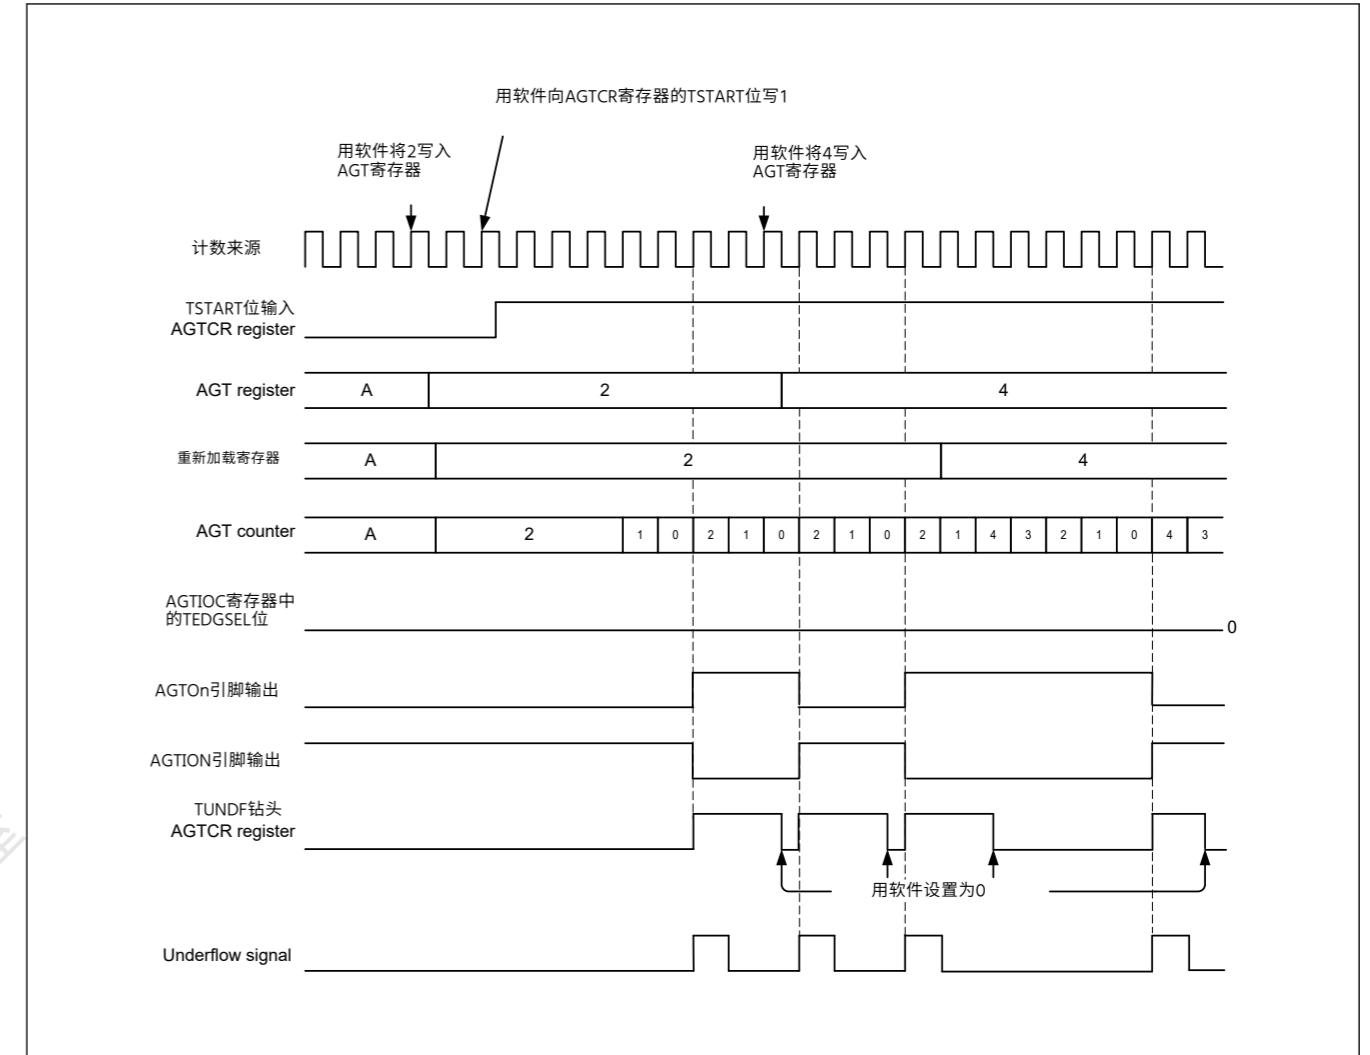 用软件向AGTCR寄存器的TSTART位写1
用软件将2写入
AGT寄存器
用软件将4写入
AGT寄存器
计数来源
TSTART位输入
AGTCR register
AGT register
A
2
4
重新加载寄存器
A
2
4
AGT counter
A
2
1
0
2
1
0
2
1
0
2
1
4
3
2
1
0
4
3
AGTIOC寄存器中
的TEDGSEL位
0
AGTOn引脚输出
AGTION引脚输出
TUNDF钻头
AGTCR register
用软件设置为0
Underflow signal